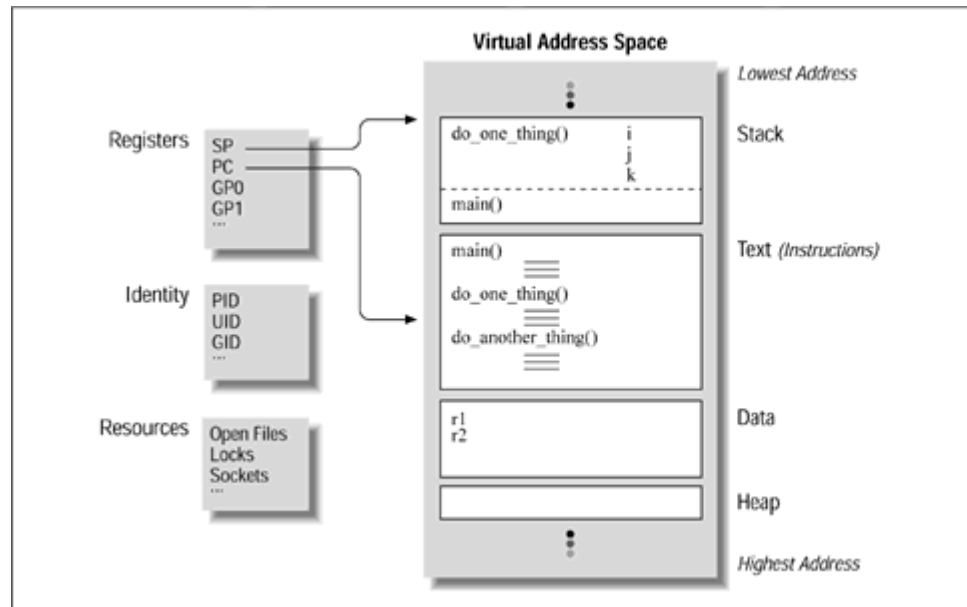 Virtual Address Space
Lowest Address
Registers
SP
PC
GP0
GP1
...
Identity
PID
UID
GID
...
Resources
Open Files
Locks
Sockets
...
do_one_thing() i
j
k
main()
Stack
main()
do_one_thing()
do_another_thing()
Text (Instructions)
r1
r2
Data
Heap
Highest Address